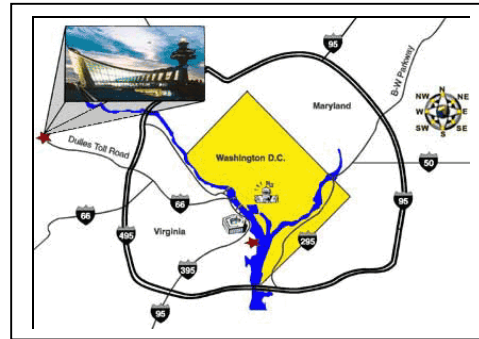 95
B-W Parkway
Maryland
N
NW
NE
W
E
SW
SE
S
Dulles Toll Road
Washington D.C.
50
66
66
95
495
Virginia
295
395
95